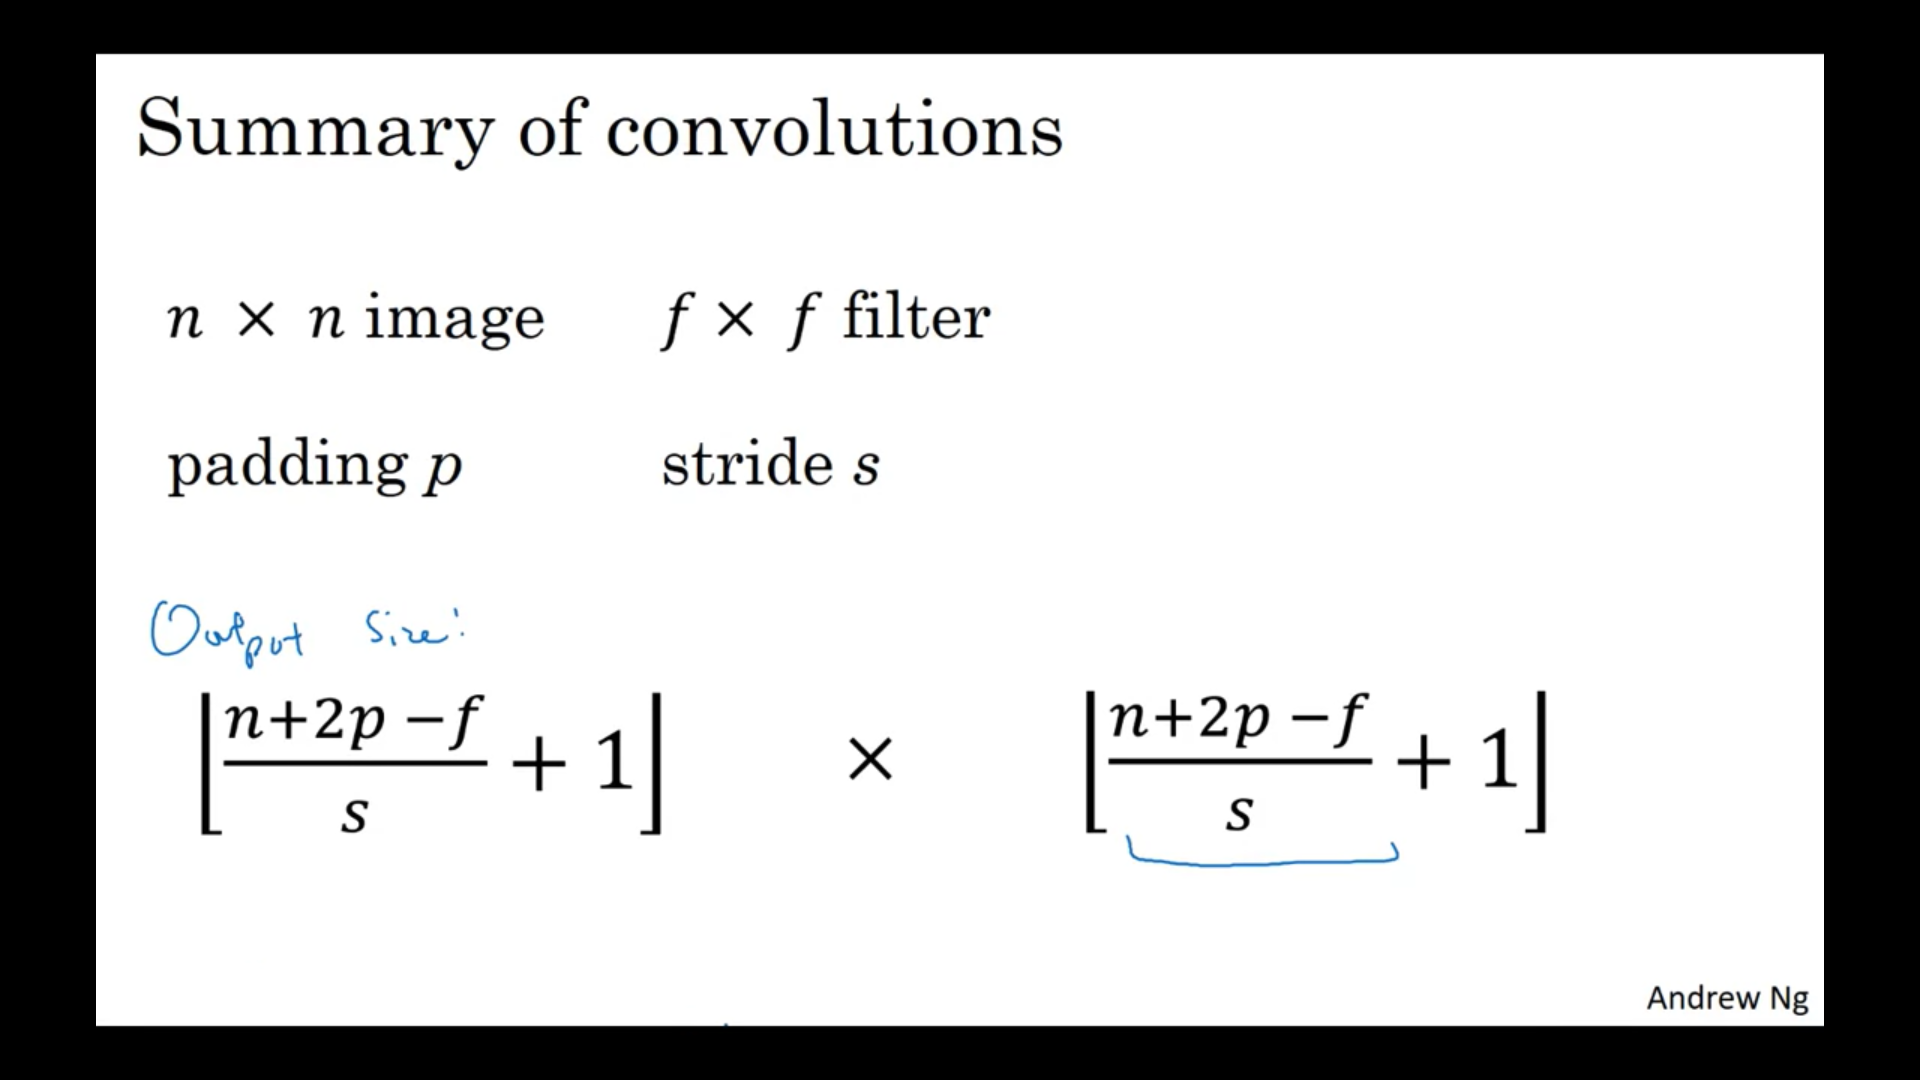 Summary of convolutions
n × n image f × f filter
padding p stride s
Output size:
⌊(n+2p −f)/s + 1⌋ × ⌊(n+2p −f)/s + 1⌋
Andrew Ng